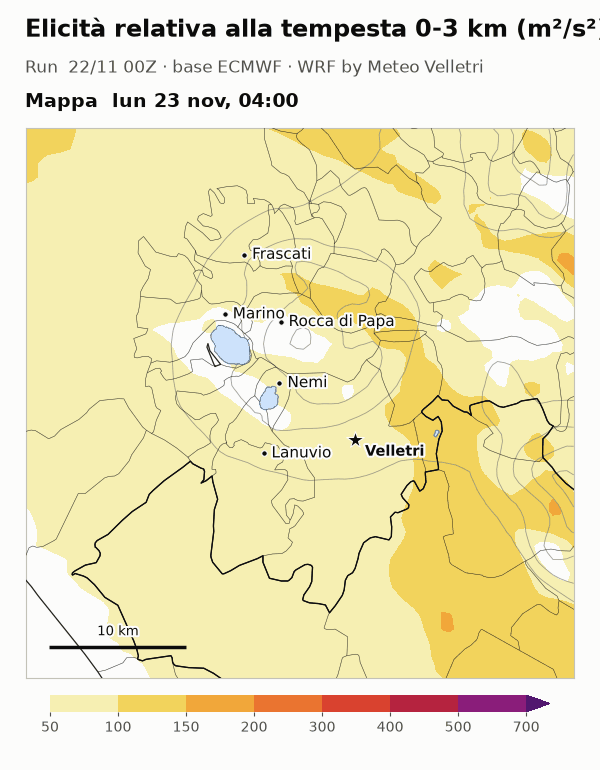 Elicità relativa alla tempesta 0-3 km (m²/s²)
Run 22/11 00Z · base ECMWF · WRF by Meteo Velletri
Mappa lun 23 nov, 04:00
Frascati
Marino
Rocca di Papa
Nemi
Velletri
Lanuvio
10 km
50 100 150 200 300 400 500 700